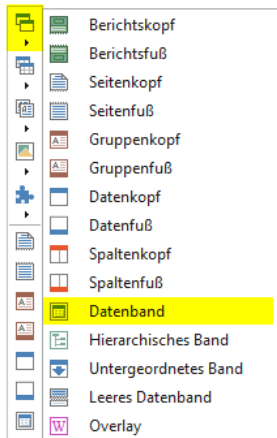 Berichtskopf
Berichtsfuß
Seitenkopf
Seitenfuß
Gruppenkopf
Gruppenfuß
Datenkopf
Datenfuß
Spaltenkopf
Spaltenfuß
Datenband
Hierarchisches Band
Untergeordnetes Band
Leeres Datenband
Overlay